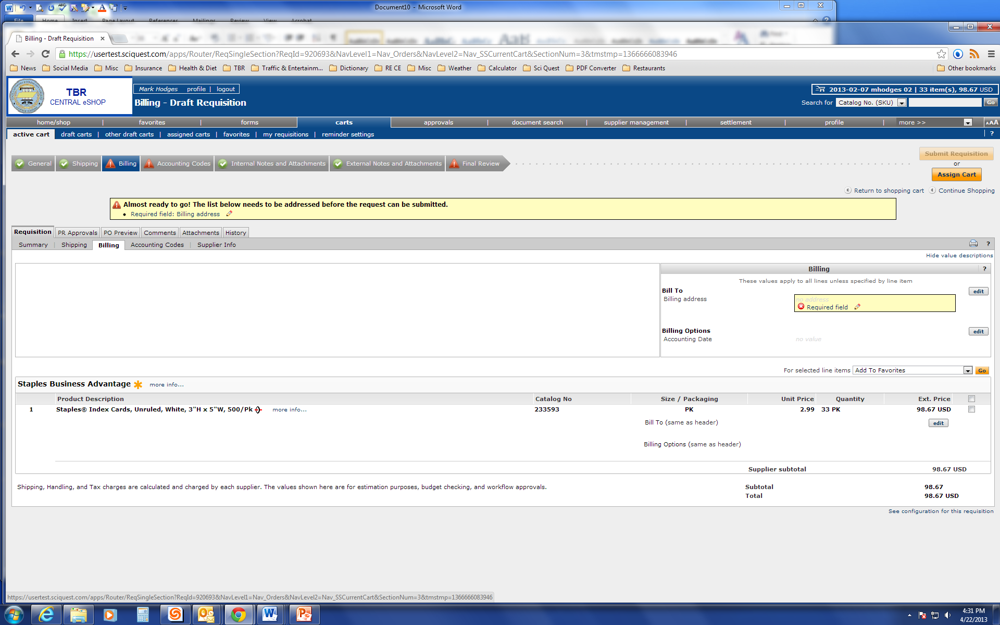 Document10 - Microsoft Word
File Home Insert Page Layout References Mailings Review View Acrobat
Billing - Draft Requisition
https://usertest.sciquest.com/apps/Router/ReqSingleSection?ReqId=920693&NavLevel1=Nav_Orders&NavLevel2=Nav_SSCurrentCart&SectionNum=3&tmstmp=1366666083946
News Social Media Misc Insurance Health & Diet TBR Traffic & Entertainm... Dictionary RE CE Misc Weather Calculator Sci Quest PDF Converter Restaurants Other bookmarks
TBR
CENTRAL eSHOP
Mark Hodges profile | logout
2013-02-07 mhodges 02 | 33 item(s), 98.67 USD
Billing - Draft Requisition
Search for Catalog No. (SKU) Go
home/shop | favorites | forms carts approvals | document search | supplier management | settlement | profile | more >> AAA
active cart draft carts | other draft carts | assigned carts | favorites | my requisitions | reminder settings | ?
General Shipping Billing Accounting Codes Internal Notes and Attachments External Notes and Attachments Final Review
Submit Requisition
or
Assign Cart
Return to shopping cart Continue Shopping
Almost ready to go! The list below needs to be addressed before the request can be submitted.
• Required field: Billing address
Requisition PR Approvals PO Preview Comments Attachments History
Summary | Shipping Billing Accounting Codes | Supplier Info ?
Hide value descriptions
Billing ?
These values apply to all lines unless specified by line item
Bill To edit
Billing address no address
Required field
Billing Options edit
Accounting Date no value
For selected line items Add To Favorites Go
Staples Business Advantage more info...
Product Description Catalog No Size / Packaging Unit Price Quantity Ext. Price
1 Staples® Index Cards, Unruled, White, 3"H x 5"W, 500/Pk more info... 233593 PK 2.99 33 PK 98.67 USD
Bill To (same as header) edit
Billing Options (same as header)
Supplier subtotal 98.67 USD
Shipping, Handling, and Tax charges are calculated and charged by each supplier. The values shown here are for estimation purposes, budget checking, and workflow approvals.
Subtotal 98.67
Total 98.67 USD
See configuration for this requisition
https://usertest.sciquest.com/apps/Router/ReqSingleSection?ReqId=920693&NavLevel1=Nav_Orders&NavLevel2=Nav_SSCurrentCart&SectionNum=3&tmstmp=1366666083946
4:31 PM
4/22/2013